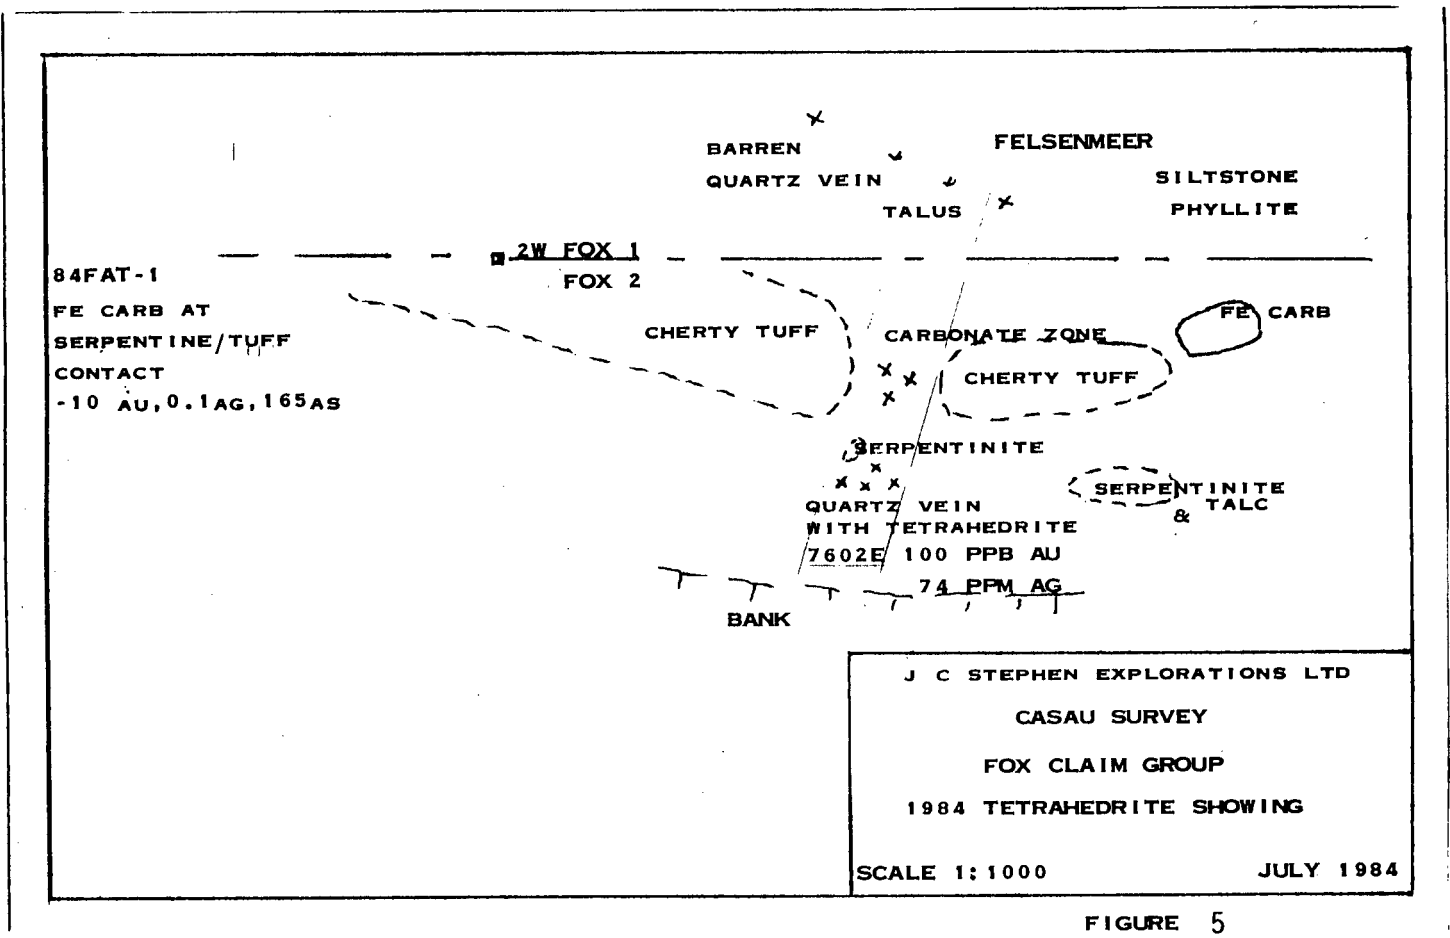 BARREN
QUARTZ VEIN
FELSENMEER
TALUS
SILTSTONE
PHYLLITE
2W FOX 1
FOX 2
84FAT-1
FE CARB AT
SERPENTINE/TUFF
CONTACT
-10 AU, 0.1AG, 165AS
CHERTY TUFF
CARBONATE ZONE
CHERTY TUFF
FE CARB
SERPENTINITE
SERPENTINITE
& TALC
QUARTZ VEIN
WITH TETRAHEDRITE
7602E 100 PPB AU
74 PPM AG
BANK
J C STEPHEN EXPLORATIONS LTD
CASAU SURVEY
FOX CLAIM GROUP
1984 TETRAHEDRITE SHOWING
SCALE 1:1000
JULY 1984
FIGURE 5